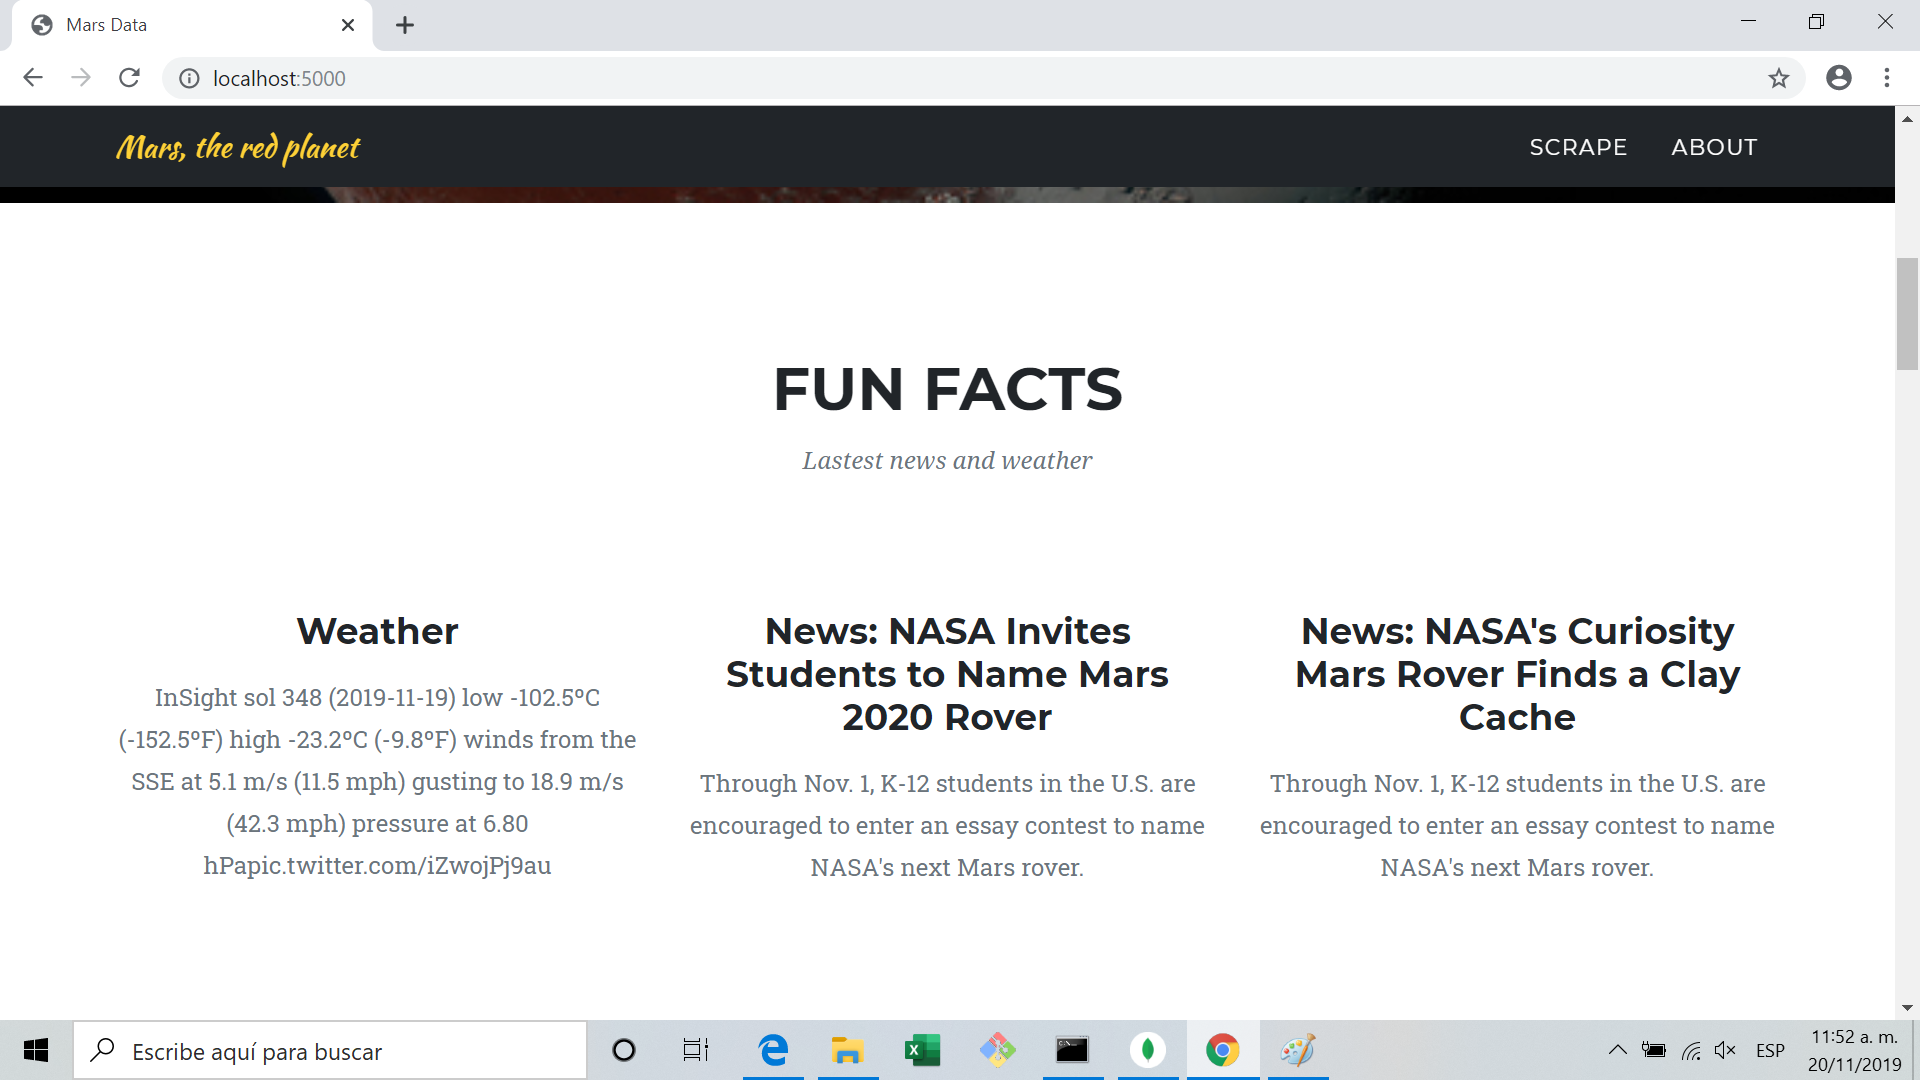 Mars Data
localhost:5000
Mars, the red planet
SCRAPE
ABOUT
FUN FACTS
Lastest news and weather
Weather
InSight sol 348 (2019-11-19) low -102.5ºC
(-152.5ºF) high -23.2ºC (-9.8ºF) winds from the
SSE at 5.1 m/s (11.5 mph) gusting to 18.9 m/s
(42.3 mph) pressure at 6.80
hPapic.twitter.com/iZwojPj9au
News: NASA Invites
Students to Name Mars
2020 Rover
Through Nov. 1, K-12 students in the U.S. are
encouraged to enter an essay contest to name
NASA's next Mars rover.
News: NASA's Curiosity
Mars Rover Finds a Clay
Cache
Through Nov. 1, K-12 students in the U.S. are
encouraged to enter an essay contest to name
NASA's next Mars rover.
Escribe aquí para buscar
ESP
11:52 a. m.
20/11/2019